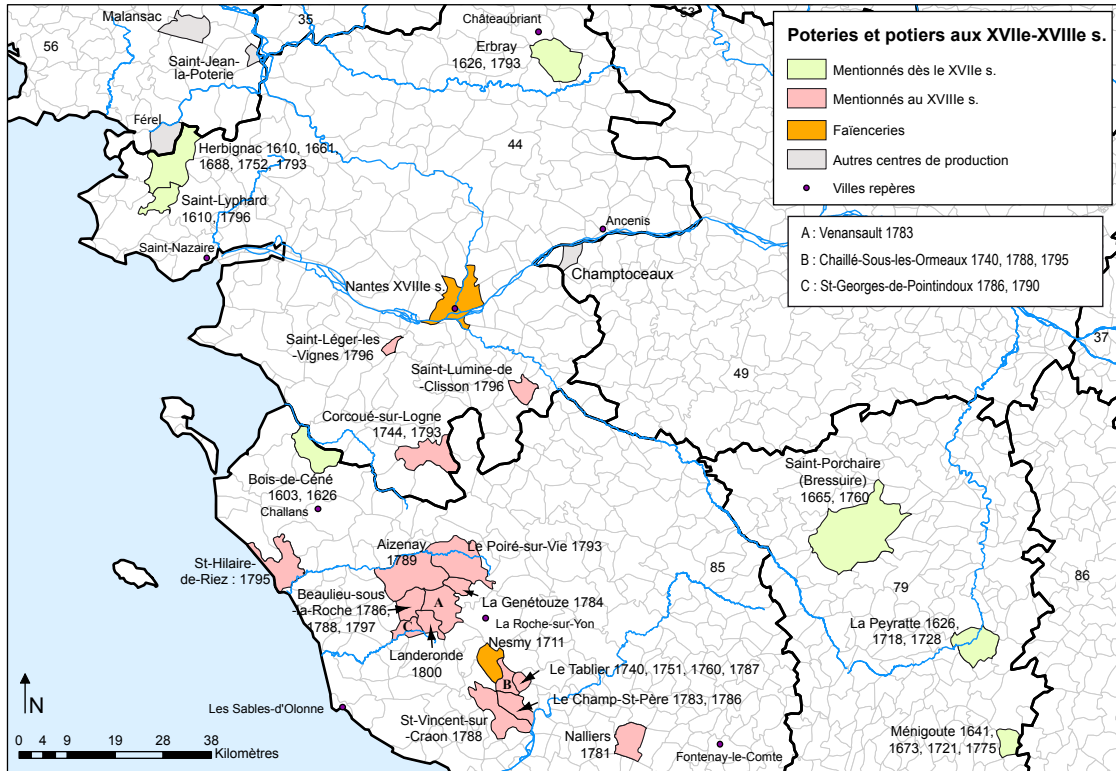 Malansac
56
35
Saint-Jean-
la-Poterie
Férel
Herbignac 1610, 1661,
1688, 1752, 1793
Saint-Lyphard
1610, 1796
Saint-Nazaire
Châteaubriant
Erbray
1626, 1793
53
44
Ancenis
Champtoceaux
Nantes XVIIIe s.
Saint-Léger-les
-Vignes 1796
Saint-Lumine-de
-Clisson 1796
Corcoué-sur-Logne
1744, 1793
49
37
Bois-de-Céné
1603, 1626
Challans
Saint-Porchaire
(Bressuire)
1665, 1760
St-Hilaire-
de-Riez : 1795
Aizenay
1789
Le Poiré-sur-Vie 1793
85
79
86
Beaulieu-sous
-la-Roche 1786,
1788, 1797
A
C
La Genétouze 1784
La Roche-sur-Yon
Landeronde
1800
Nesmy 1711
B
Le Tablier 1740, 1751, 1760, 1787
Le Champ-St-Père 1783, 1786
La Peyratte 1626,
1718, 1728
Les Sables-d'Olonne
St-Vincent-sur
-Craon 1788
Nalliers
1781
Fontenay-le-Comte
Ménigoute 1641,
1673, 1721, 1775
N
0 4 9 19 28 38
Kilomètres
Poteries et potiers aux XVIIe-XVIIIe s.
Mentionnés dès le XVIIe s.
Mentionnés au XVIIIe s.
Faïenceries
Autres centres de production
Villes repères
A : Venansault 1783
B : Chaillé-Sous-les-Ormeaux 1740, 1788, 1795
C : St-Georges-de-Pointindoux 1786, 1790